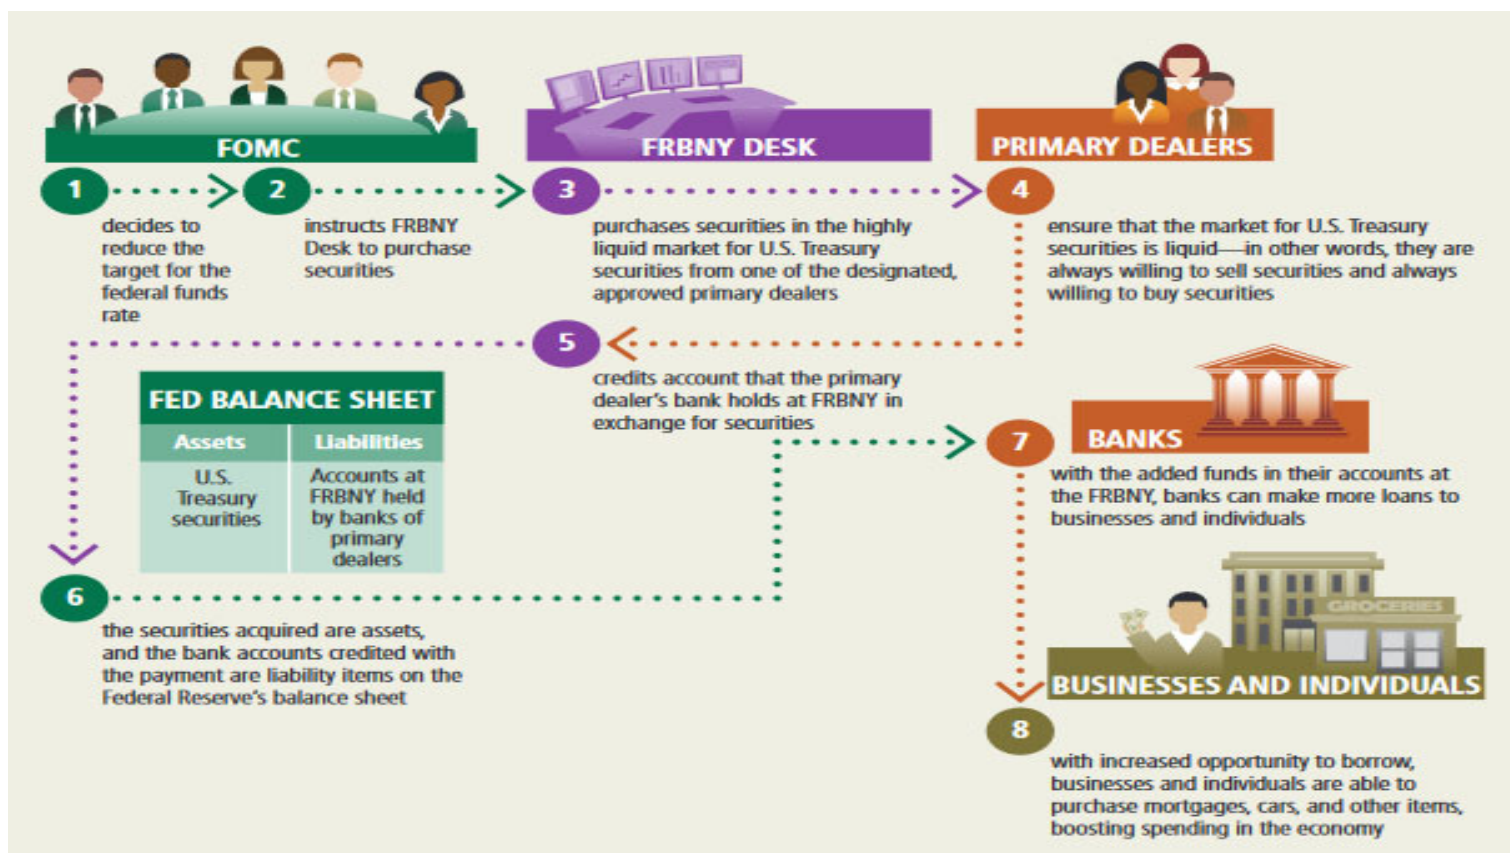 FOMC
FRBNY DESK
PRIMARY DEALERS
1
decides to
reduce the
target for the
federal funds
rate
2
instructs FRBNY
Desk to purchase
securities
3
purchases securities in the highly
liquid market for U.S. Treasury
securities from one of the designated,
approved primary dealers
4
ensure that the market for U.S. Treasury
securities is liquid—in other words, they are
always willing to sell securities and always
willing to buy securities
5
credits account that the primary
dealer's bank holds at FRBNY in
exchange for securities
FED BALANCE SHEET
Assets
Liabilities
U.S.
Treasury
securities
Accounts at
FRBNY held
by banks of
primary
dealers
6
the securities acquired are assets,
and the bank accounts credited with
the payment are liability items on the
Federal Reserve's balance sheet
7
BANKS
with the added funds in their accounts at
the FRBNY, banks can make more loans to
businesses and individuals
GROCERIES
BUSINESSES AND INDIVIDUALS
8
with increased opportunity to borrow,
businesses and individuals are able to
purchase mortgages, cars, and other items,
boosting spending in the economy